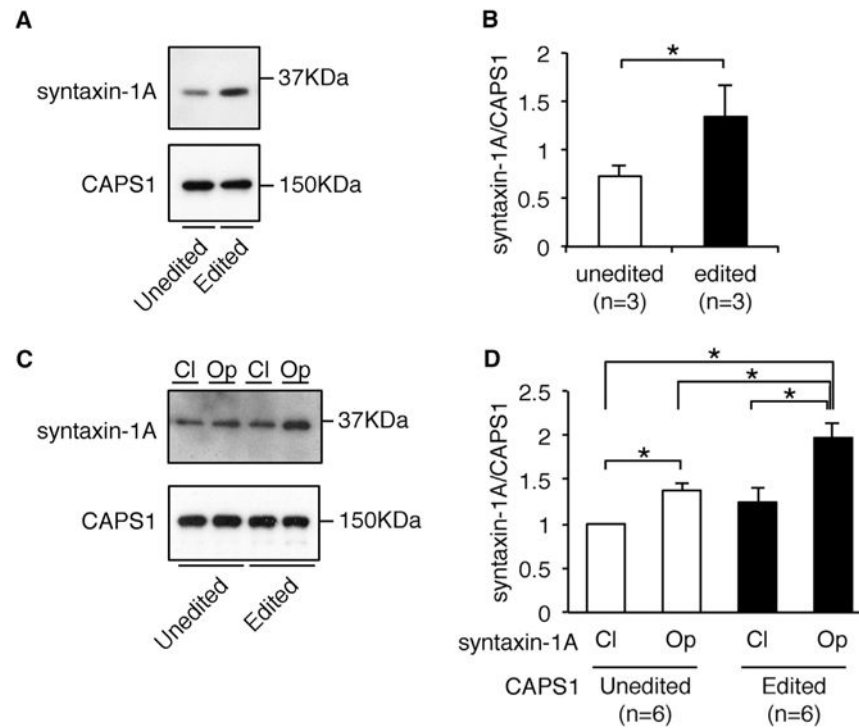 A
syntaxin-1A
37KDa
CAPS1
150KDa
Unedited
Edited
B
syntaxin-1A/CAPS1
2
1.5
1
0.5
0
*
unedited
(n=3)
edited
(n=3)
C
Cl Op Cl Op
syntaxin-1A
37KDa
CAPS1
150KDa
Unedited
Edited
D
syntaxin-1A/CAPS1
2.5
2
1.5
1
0.5
0
*
*
*
*
syntaxin-1A Cl Op Cl Op
CAPS1 Unedited Edited
(n=6) (n=6)